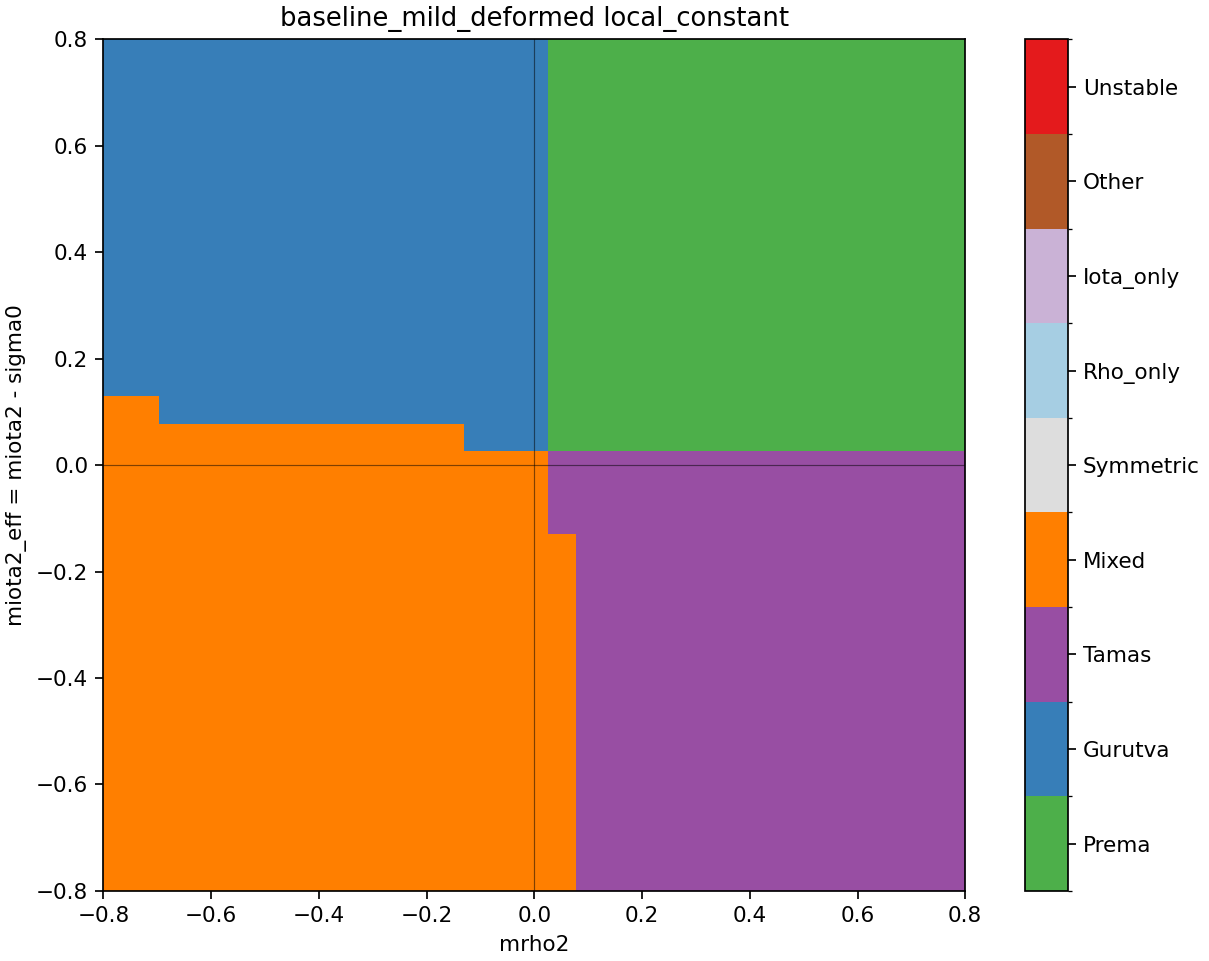 baseline_mild_deformed local_constant
miota2_eff = miota2 - sigma0
0.8
0.6
0.4
0.2
0.0
−0.2
−0.4
−0.6
−0.8
−0.8 −0.6 −0.4 −0.2 0.0 0.2 0.4 0.6 0.8
mrho2
Unstable
Other
Iota_only
Rho_only
Symmetric
Mixed
Tamas
Gurutva
Prema